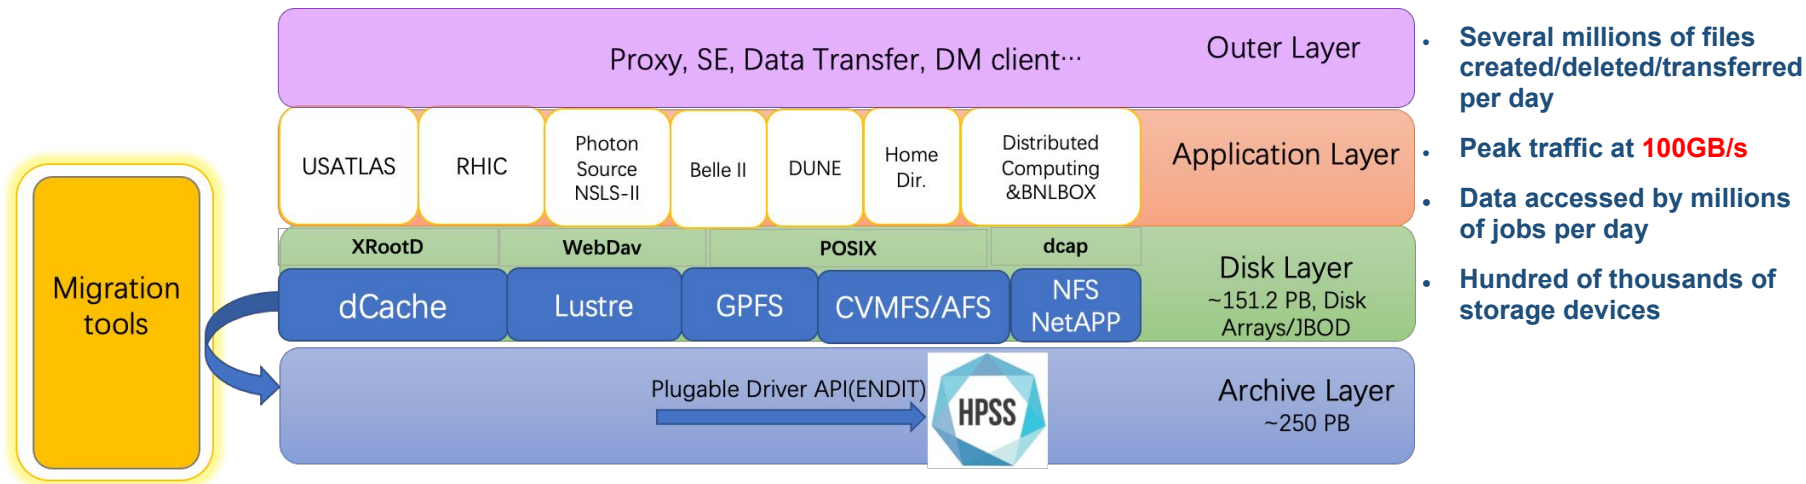 Proxy, SE, Data Transfer, DM client…
Outer Layer
USATLAS
RHIC
Photon
Source
NSLS-II
Belle II
DUNE
Home
Dir.
Distributed
Computing
&BNLBOX
Application Layer
XRootD
WebDav
POSIX
dcap
dCache
Lustre
GPFS
CVMFS/AFS
NFS
NetAPP
Disk Layer
~151.2 PB, Disk
Arrays/JBOD
Migration
tools
Plugable Driver API(ENDIT)
HPSS
Archive Layer
~250 PB
• Several millions of files
created/deleted/transferred
per day
• Peak traffic at 100GB/s
• Data accessed by millions
of jobs per day
• Hundred of thousands of
storage devices